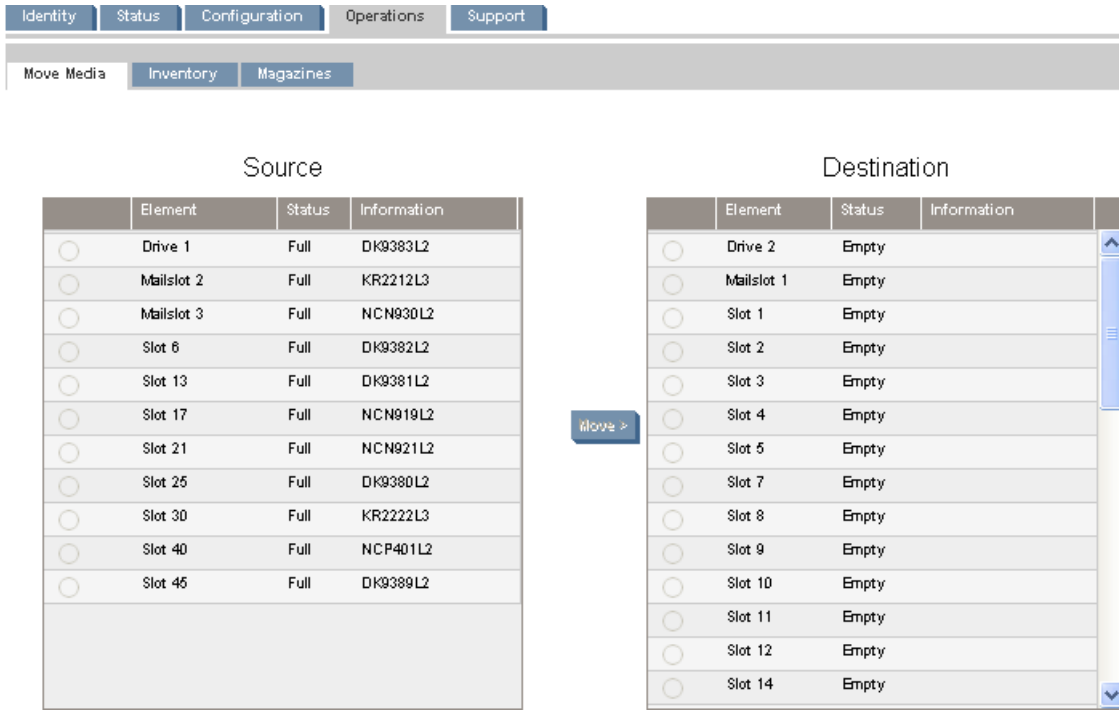 Identity Status Configuration Operations Support
Move Media Inventory Magazines
Source
Element Status Information
Drive 1 Full DK9383L2
Mailslot 2 Full KR2212L3
Mailslot 3 Full NCN930L2
Slot 6 Full DK9382L2
Slot 13 Full DK9381L2
Slot 17 Full NCN919L2
Slot 21 Full NCN921L2
Slot 25 Full DK9380L2
Slot 30 Full KR2222L3
Slot 40 Full NCP401L2
Slot 45 Full DK9389L2
Move >
Destination
Element Status Information
Drive 2 Empty
Mailslot 1 Empty
Slot 1 Empty
Slot 2 Empty
Slot 3 Empty
Slot 4 Empty
Slot 5 Empty
Slot 7 Empty
Slot 8 Empty
Slot 9 Empty
Slot 10 Empty
Slot 11 Empty
Slot 12 Empty
Slot 14 Empty